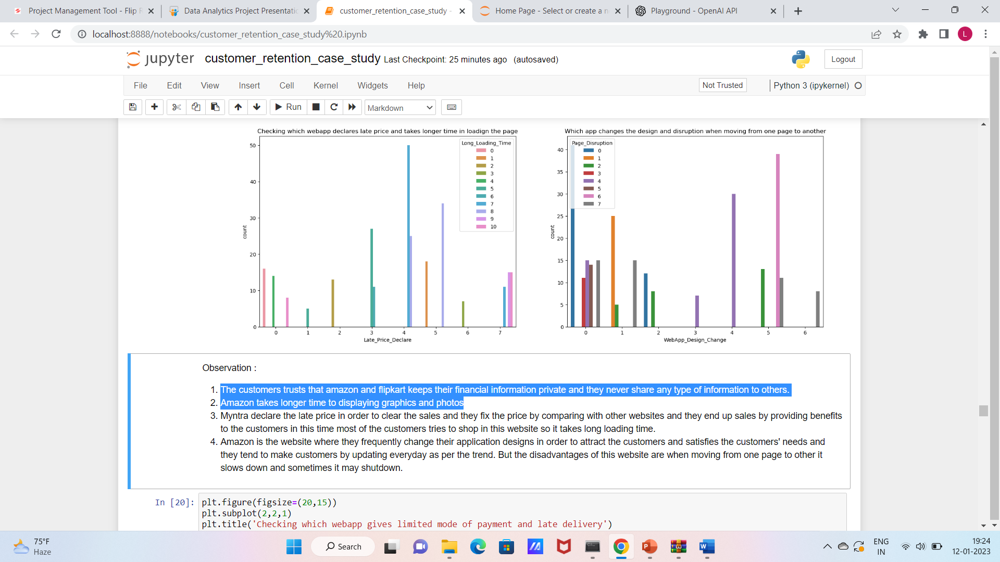 Project Management Tool - Flip R
Data Analytics Project Presentatio
customer_retention_case_study -
Home Page - Select or create a n
Playground - OpenAI API
localhost:8888/notebooks/customer_retention_case_study%20.ipynb
L
jupyter customer_retention_case_study Last Checkpoint: 25 minutes ago (autosaved)
Logout
File Edit View Insert Cell Kernel Widgets Help
Not Trusted
Python 3 (ipykernel)
Run
Markdown
Checking which webapp declares late price and takes longer time in loadign the page
Long_Loading_Time
0
1
2
3
4
5
6
7
8
9
10
50
40
30
20
10
0
count
0 1 2 3 4 5 6 7
Late_Price_Declare
Which app changes the design and disruption when moving from one page to another
Page_Disruption
0
1
2
3
4
5
6
7
40
35
30
25
20
15
10
5
0
count
0 1 2 3 4 5 6
WebApp_Design_Change
Observation :
1. The customers trusts that amazon and flipkart keeps their financial information private and they never share any type of information to others.
2. Amazon takes longer time to displaying graphics and photos
3. Myntra declare the late price in order to clear the sales and they fix the price by comparing with other websites and they end up sales by providing benefits
to the customers in this time most of the customers tries to shop in this website so it takes long loading time.
4. Amazon is the website where they frequently change their application designs in order to attract the customers and satisfies the customers' needs and
they tend to make customers by updating everyday as per the trend. But the disadvantages of this website are when moving from one page to other it
slows down and sometimes it may shutdown.
In [20]: plt.figure(figsize=(20,15))
plt.subplot(2,2,1)
plt.title('Checking which webapp gives limited mode of payment and late delivery')
75°F
Haze
Search
ENG
IN
19:24
12-01-2023